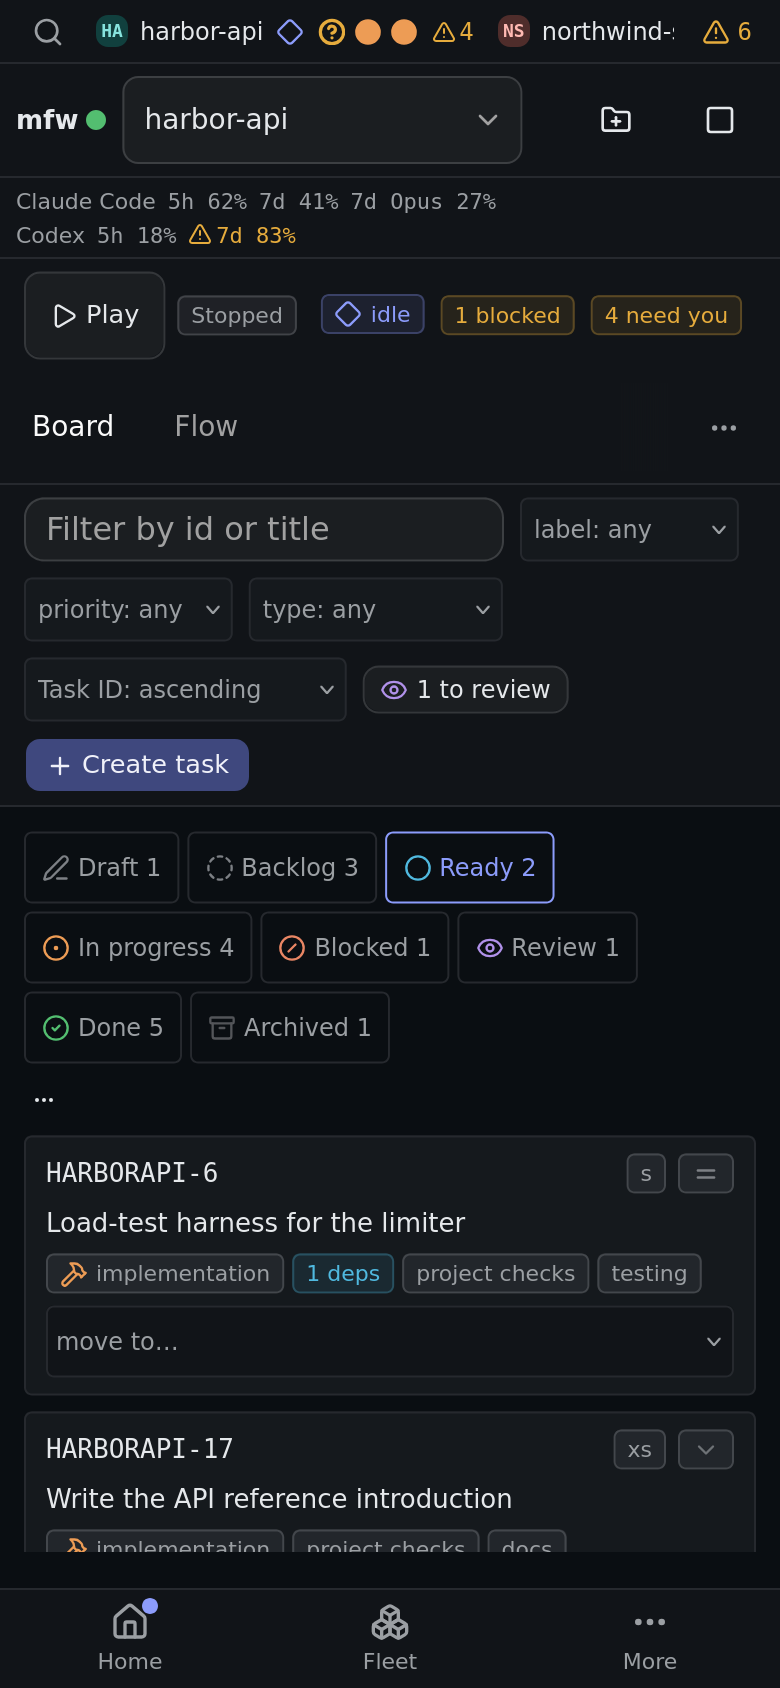 HA harbor-api 4 NS northwind- 6
mfw harbor-api
Claude Code 5h 62% 7d 41% 7d Opus 27%
Codex 5h 18% 7d 83%
Play Stopped idle 1 blocked 4 need you
Board Flow ...
Filter by id or title label: any
priority: any type: any
Task ID: ascending 1 to review
+ Create task
Draft 1 Backlog 3 Ready 2
In progress 4 Blocked 1 Review 1
Done 5 Archived 1
...
HARBORAPI-6 s
Load-test harness for the limiter
implementation 1 deps project checks testing
move to...
HARBORAPI-17 xs
Write the API reference introduction
implementation project checks docs
Home Fleet More